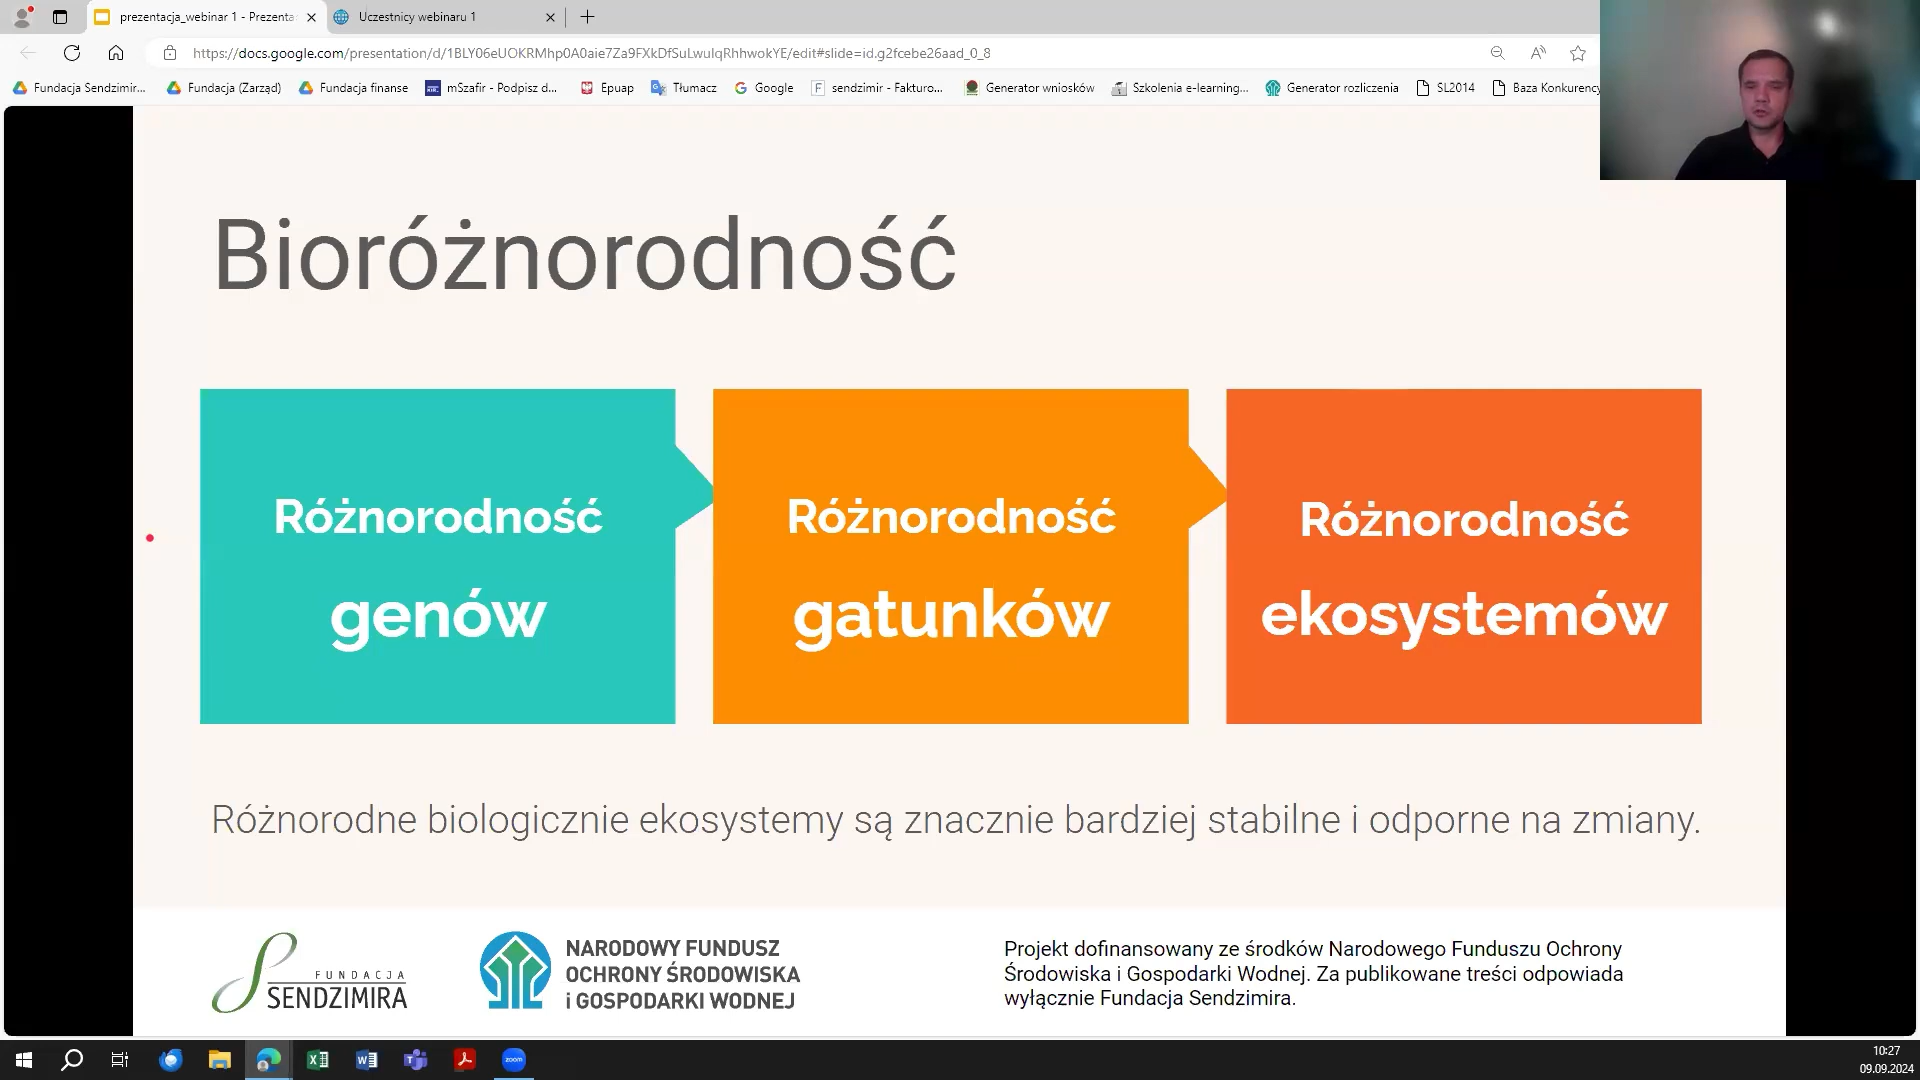 prezentacja_webinar 1 - Prezenta
Uczestnicy webinaru 1
https://docs.google.com/presentation/d/1BLY06eUOKRMhp0A0aie7Za9FXkDfSuLwulqRhhwokYE/edit#slide=id.g2fcebe26aad_0_8
Fundacja Sendzimir...
Fundacja (Zarząd)
Fundacja finanse
mSzafir - Podpisz d...
Epuap
Tłumacz
Google
sendzimir - Fakturo...
Generator wniosków
Szkolenia e-learning...
Generator rozliczenia
SL2014
Baza Konkurency
Bioróżnorodność
Różnorodność
genów
Różnorodność
gatunków
Różnorodność
ekosystemów
Różnorodne biologicznie ekosystemy są znacznie bardziej stabilne i odporne na zmiany.
FUNDACJA
SENDZIMIRA
NARODOWY FUNDUSZ
OCHRONY ŚRODOWISKA
i GOSPODARKI WODNEJ
Projekt dofinansowany ze środków Narodowego Funduszu Ochrony
Środowiska i Gospodarki Wodnej. Za publikowane treści odpowiada
wyłącznie Fundacja Sendzimira.
zoom
10:27
09.09.2024